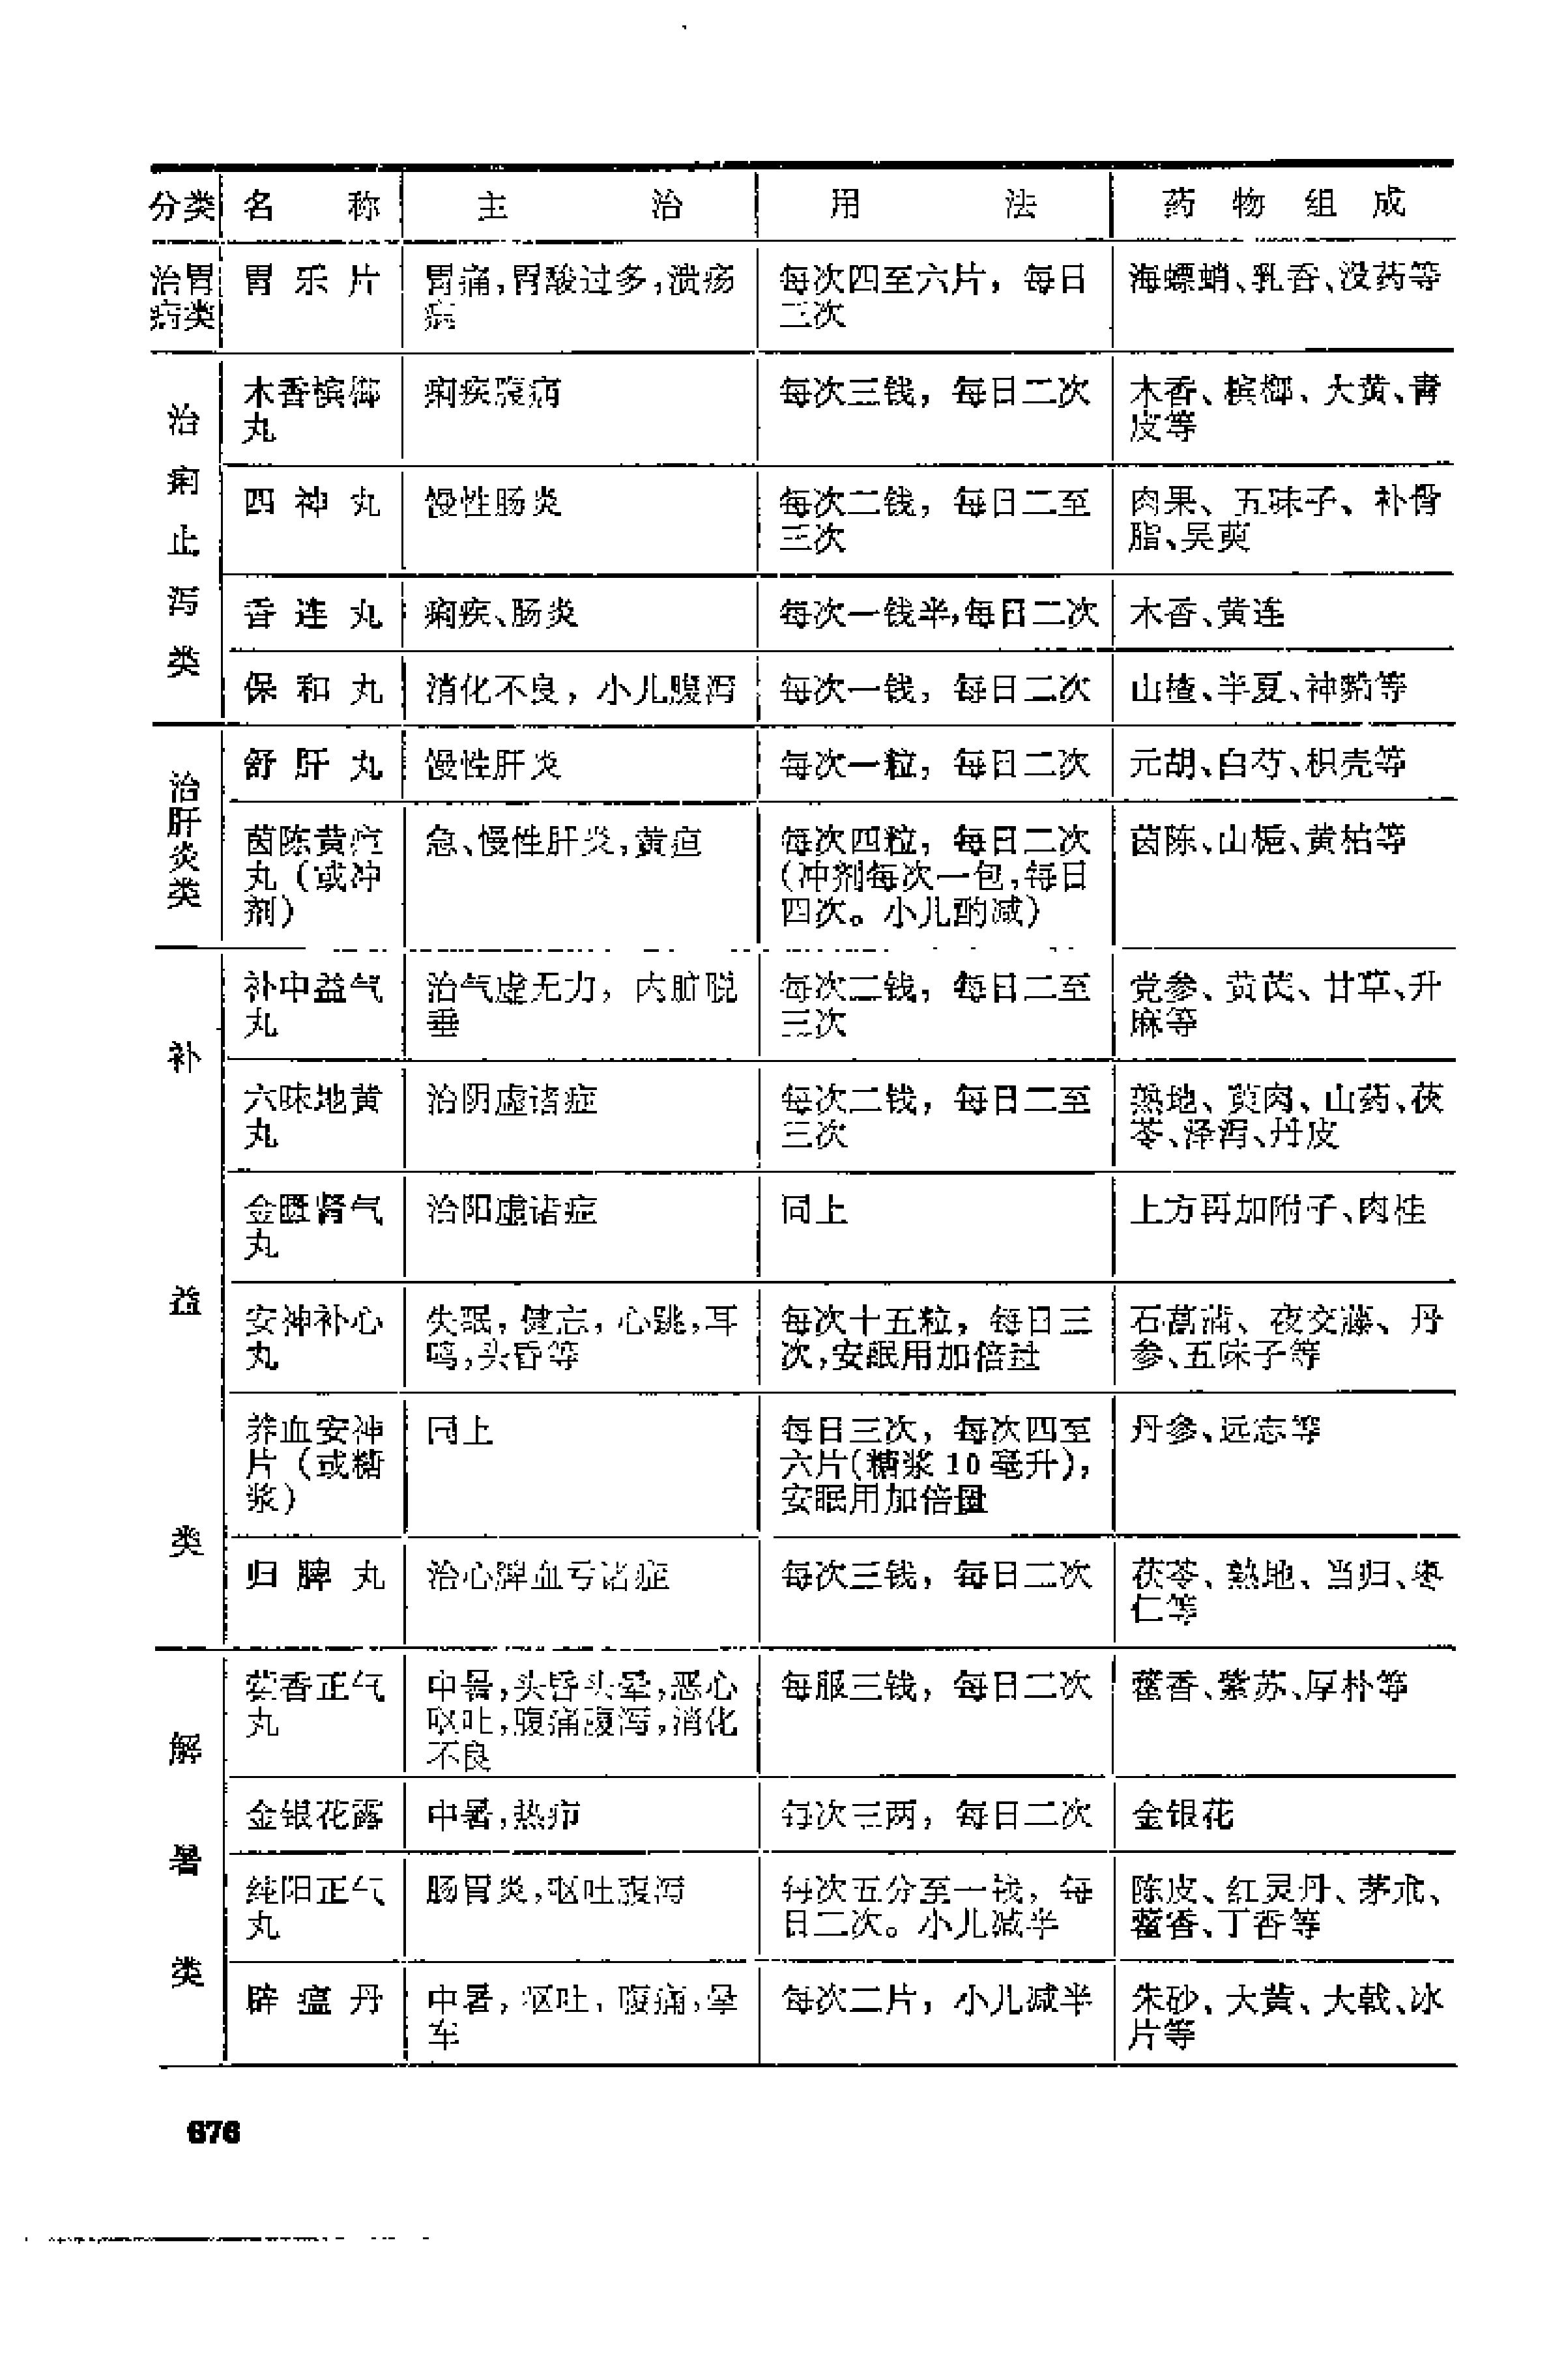 分类 名称 主治 用法 药物组成
治胃病类 胃乐片 胃痛,胃酸过多,溃疡 每次四至六片，每日 海螵蛸、乳香、没药等
病 三次
治痢止泻类
木香槟榔 痢疾腹痛 每次三钱，每日二次 木香、槟榔、大黄、青
丸 皮等
四神丸 慢性肠炎 每次二钱，每日二至 肉果、五味子、补骨
三次 脂、吴萸
香连丸 痢疾、肠炎 每次一钱半,每日二次 木香、黄连
保和丸 消化不良，小儿腹泻 每次一钱，每日二次 山楂、半夏、神麯等
治肝炎类
舒肝丸 慢性肝炎 每次一粒，每日二次 元胡、白芍、枳壳等
茵陈黄疸 急、慢性肝炎,黄疸 每次四粒，每日二次 茵陈、山栀、黄柏等
丸（或冲 (冲剂每次一包,每日
剂） 四次。小儿酌减）
补益类
补中益气 治气虚无力，内脏脱 每次二钱，每日二至 党参、黄芪、甘草、升
丸 垂 三次 麻等
六味地黄 治阴虚诸症 每次二钱，每日二至 熟地、萸肉、山药、茯
丸 三次 苓、泽泻、丹皮
金匮肾气 治阳虚诸症 同上 上方再加附子、肉桂
丸
安神补心 失眠，健忘，心跳,耳 每次十五粒，每日三 石菖蒲、夜交藤、丹
丸 鸣,头昏等 次,安眠用加倍量 参、五味子等
养血安神 同上 每日三次，每次四至 丹参、远志等
片（或糖 六片(糖浆10毫升)，
浆） 安眠用加倍量
归脾丸 治心脾血亏诸症 每次三钱，每日二次 茯苓、熟地、当归、枣
仁等
解暑类
藿香正气 中暑,头昏头晕,恶心 每服三钱，每日二次 藿香、紫苏、厚朴等
丸 呕吐,腹痛腹泻,消化
不良
金银花露 中暑,热疖 每次三两，每日二次 金银花
纯阳正气 肠胃炎,呕吐腹泻 每次五分至一钱，每 陈皮、红灵丹、茅朮、
丸 日二次。小儿减半 藿香、丁香等
辟瘟丹 中暑，呕吐，腹痛,晕 每次二片，小儿减半 朱砂、大黄、大戟、冰
车 片等
676